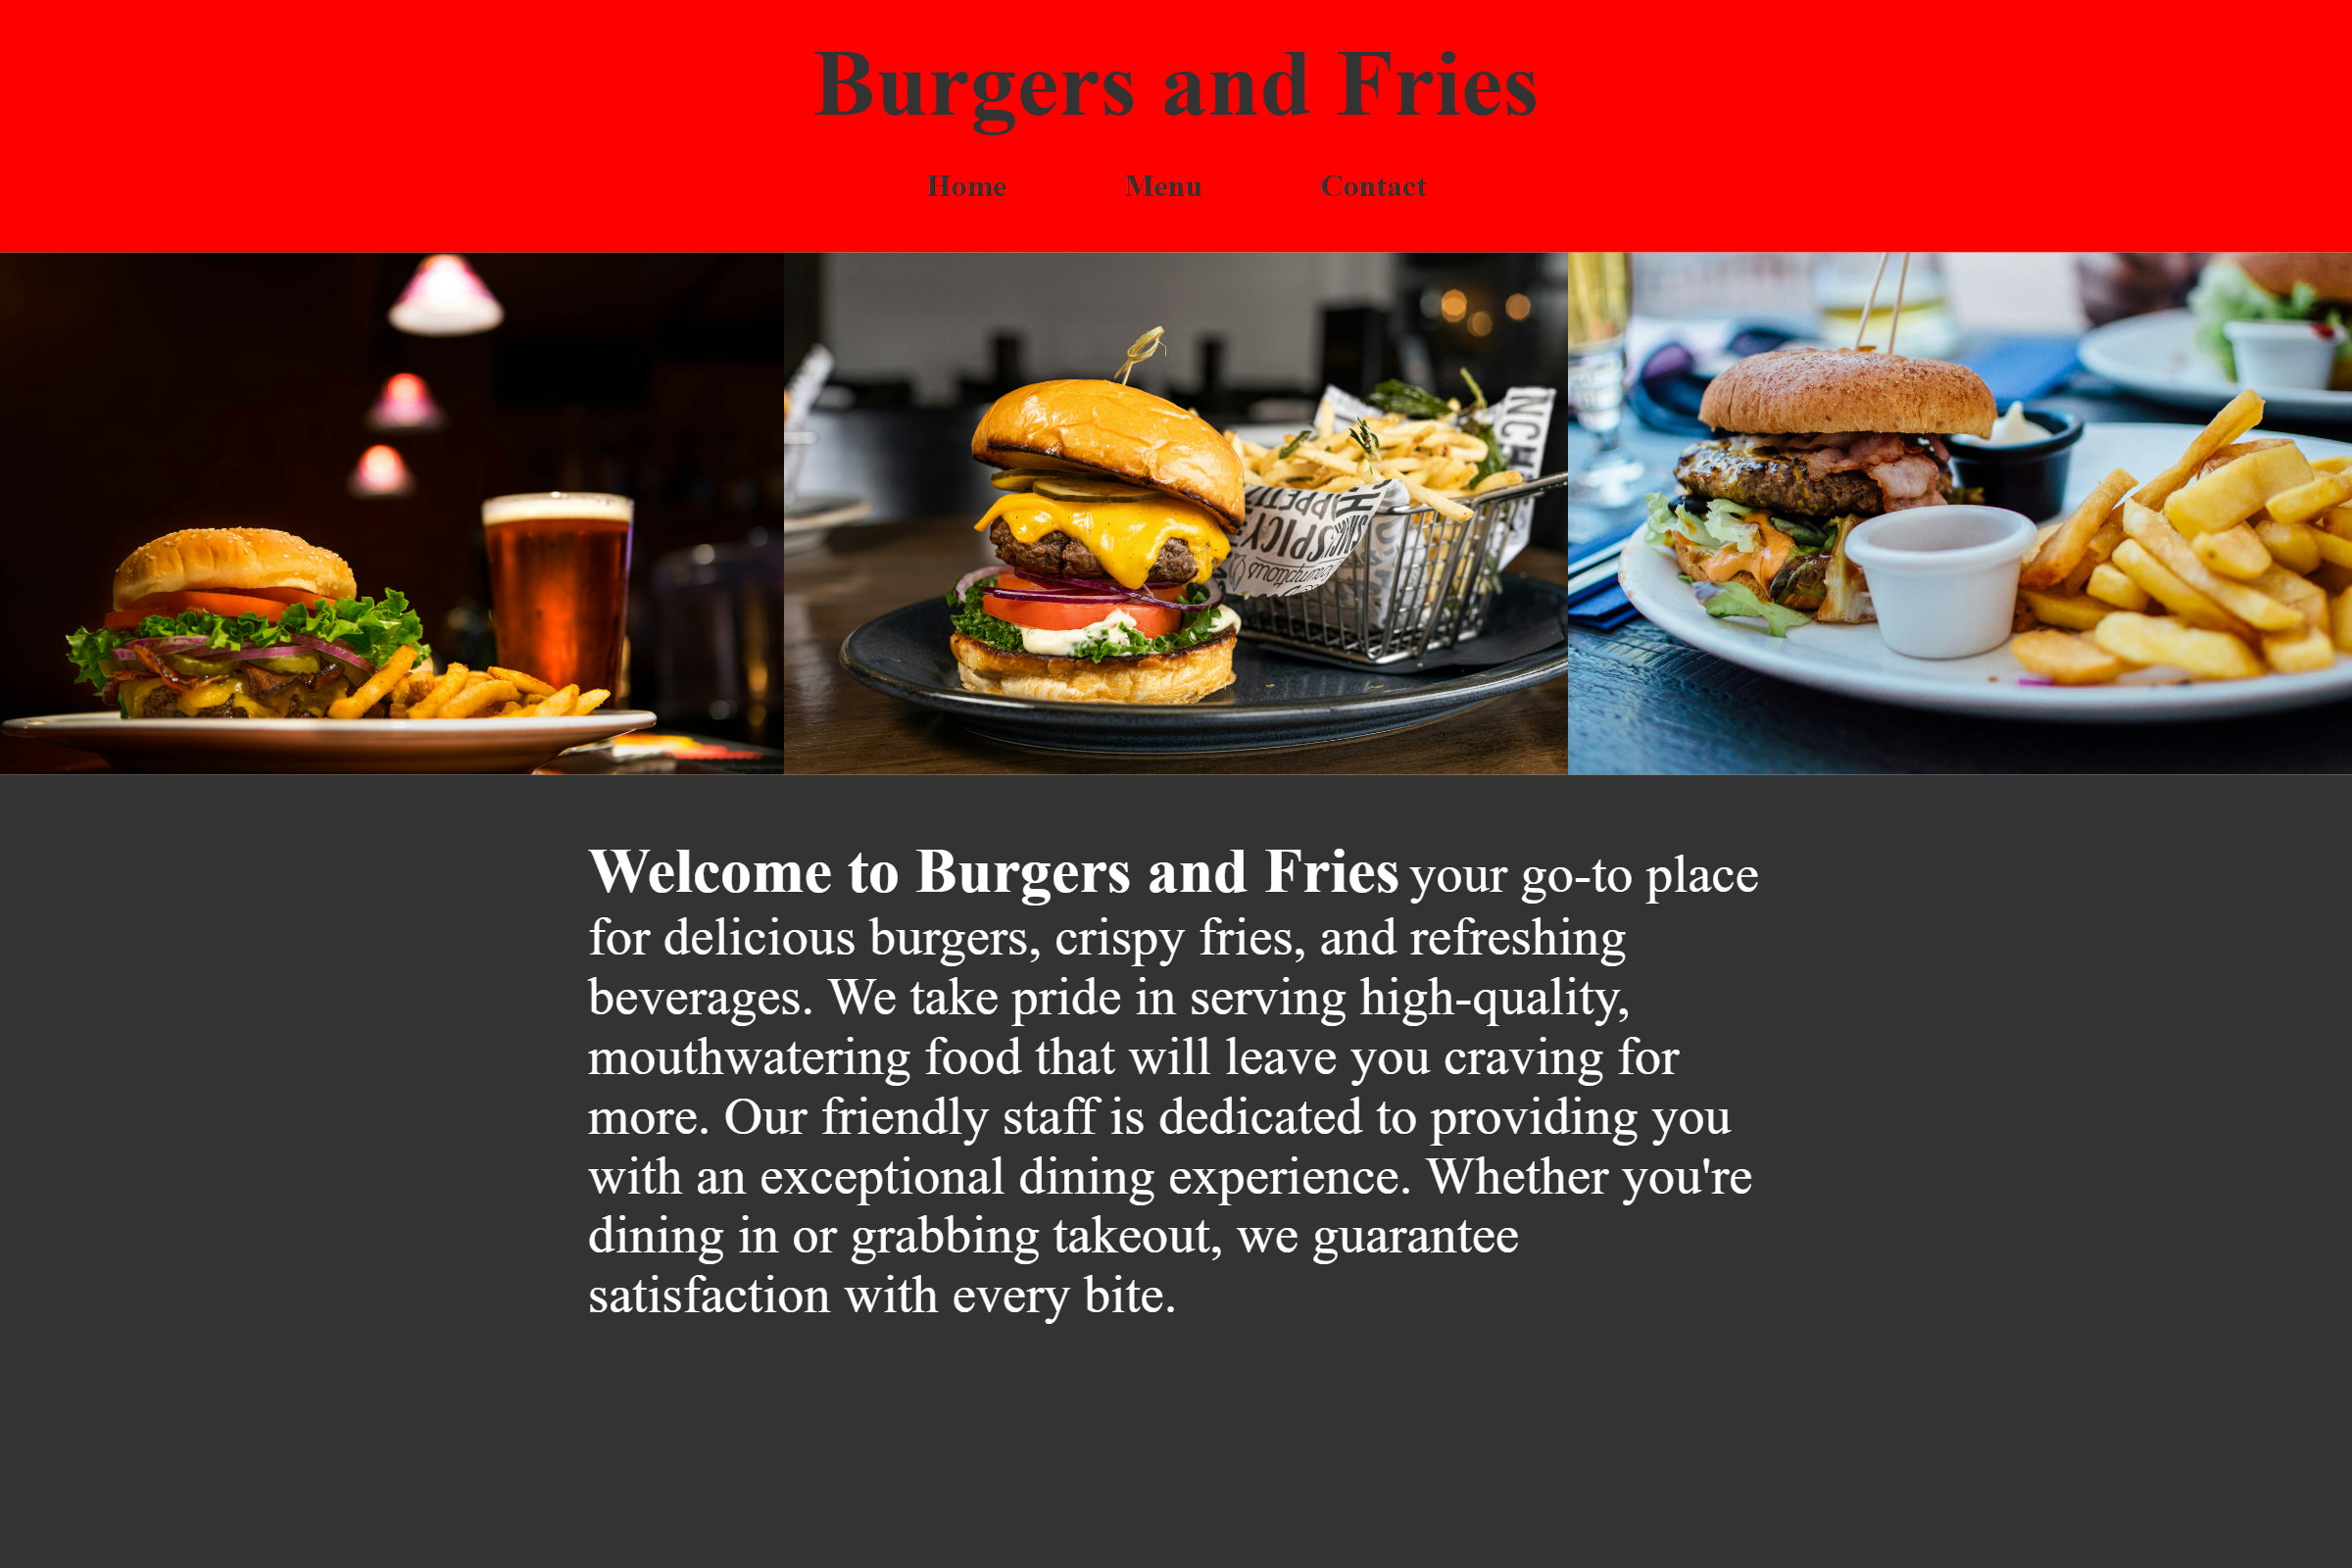 Burgers and Fries
Home Menu Contact
SPICY
Welcome to Burgers and Fries your go-to place
for delicious burgers, crispy fries, and refreshing
beverages. We take pride in serving high-quality,
mouthwatering food that will leave you craving for
more. Our friendly staff is dedicated to providing you
with an exceptional dining experience. Whether you're
dining in or grabbing takeout, we guarantee
satisfaction with every bite.